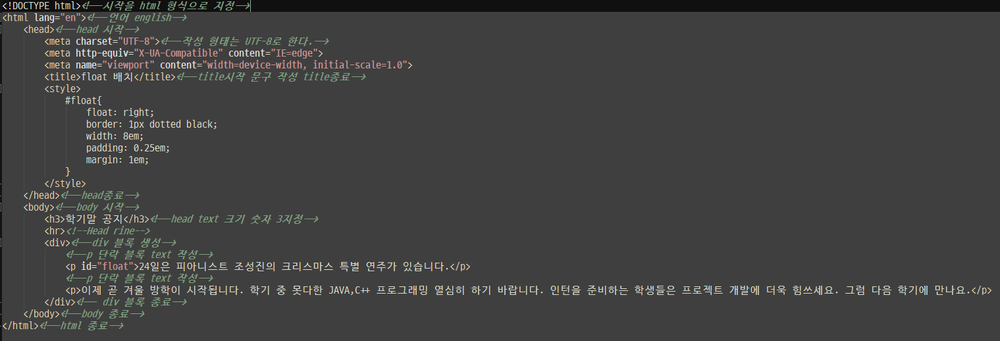 <!DOCTYPE html><!--시작을 html 형식으로 지정-->
<html lang="en"><!--언어 english-->
<head><!--head 시작-->
<meta charset="UTF-8"><!--작성 형태는 UTF-8로 한다.-->
<meta http-equiv="X-UA-Compatible" content="IE=edge">
<meta name="viewport" content="width=device-width, initial-scale=1.0">
<title>float 배치</title><!--title시작 문구 작성 title종료-->
<style>
#float{
float: right;
border: 1px dotted black;
width: 8em;
padding: 0.25em;
margin: 1em;
}
</style>
</head><!--head종료-->
<body><!--body 시작-->
<h3>학기말 공지</h3><!--head text 크기 숫자 3지정-->
<hr><!--Head rine-->
<div><!--div 블록 생성-->
<!--p 단락 블록 text 작성-->
<p id="float">24일은 피아니스트 조성진의 크리스마스 특별 연주가 있습니다.</p>
<!--p 단락 블록 text 작성-->
<p>이제 곧 겨울 방학이 시작됩니다. 학기 중 못다한 JAVA,C++ 프로그래밍 열심히 하기 바랍니다. 인턴을 준비하는 학생들은 프로젝트 개발에 더욱 힘쓰세요. 그럼 다음 학기에 만나요.</p>
</div><!-- div 블록 종료-->
</body><!--body 종료-->
</html><!--html 종료-->